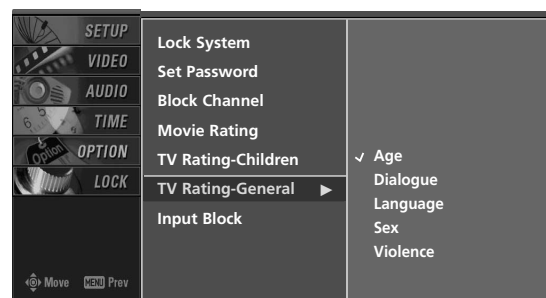 SETUP
VIDEO
AUDIO
TIME
OPTION
LOCK
Move MENU Prev
Lock System
Set Password
Block Channel
Movie Rating
TV Rating-Children
TV Rating-General ▶
Input Block
✓ Age
Dialogue
Language
Sex
Violence